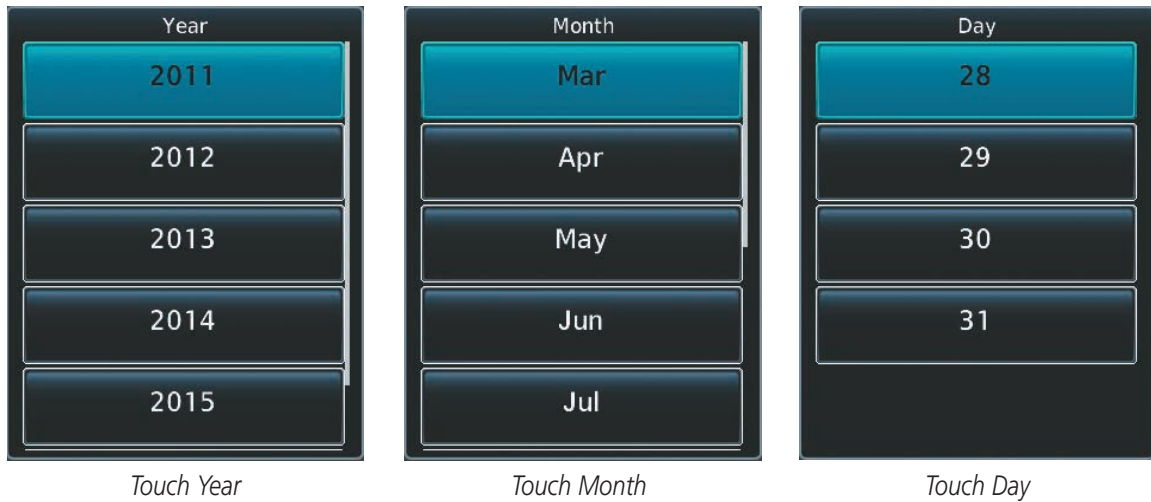 Year
2011
2012
2013
2014
2015
Touch Year
Month
Mar
Apr
May
Jun
Jul
Touch Month
Day
28
29
30
31
Touch Day